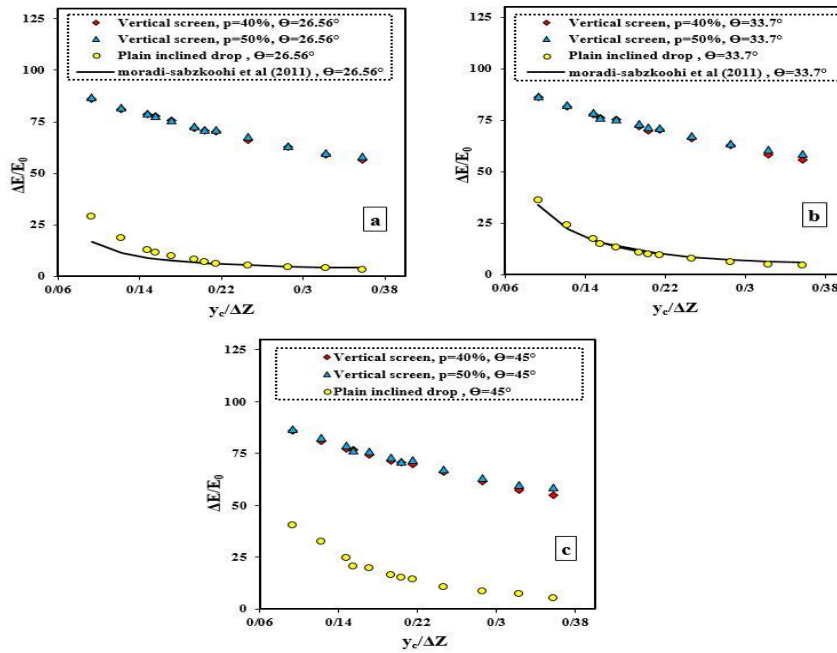 Vertical screen, p=40%, Θ=26.56°
Vertical screen, p=50%, Θ=26.56°
Plain inclined drop , Θ=26.56°
moradi-sabzkoohi et al (2011) , Θ=26.56°
125
100
75
50
25
0
ΔE/E₀
a
0/06
0/14
0/22
0/3
0/38
y_c/ΔZ
Vertical screen, p=40%, Θ=33.7°
Vertical screen, p=50%, Θ=33.7°
Plain inclined drop , Θ=33.7°
moradi-sabzkoohi et al (2011) , Θ=33.7°
125
100
75
50
25
0
ΔE/E₀
b
0/06
0/14
0/22
0/3
0/38
y_c/ΔZ
Vertical screen, p=40%, Θ=45°
Vertical screen, p=50%, Θ=45°
Plain inclined drop , Θ=45°
125
100
75
50
25
0
ΔE/E₀
c
0/06
0/14
0/22
0/3
0/38
y_c/ΔZ